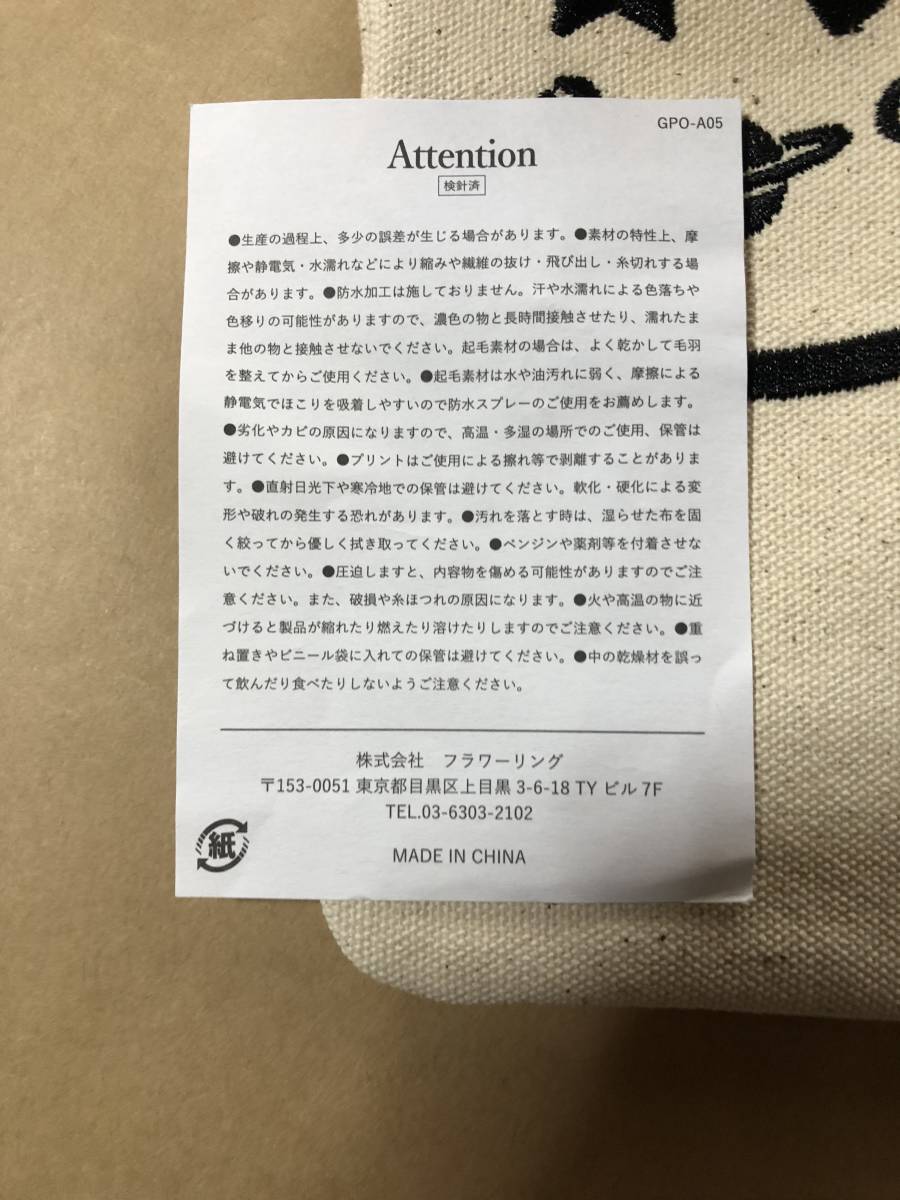 GPO-A05
Attention
検針済
●生産の過程上、多少の誤差が生じる場合があります。●素材の特性上、摩
擦や静電気・水濡れなどにより縮みや繊維の抜け・飛び出し・糸切れする場
合があります。●防水加工は施しておりません。汗や水濡れによる色落ちや
色移りの可能性がありますので、濃色の物と長時間接触させたり、濡れたま
ま他の物と接触させないでください。起毛素材の場合は、よく乾かして毛羽
を整えてからご使用ください。●起毛素材は水や油汚れに弱く、摩擦による
静電気でほこりを吸着しやすいので防水スプレーのご使用をお薦めします。
●劣化やカビの原因になりますので、高温・多湿の場所でのご使用、保管は
避けてください。●プリントはご使用による擦れ等で剥離することがありま
す。●直射日光下や寒冷地での保管は避けてください。軟化・硬化による変
形や破れの発生する恐れがあります。●汚れを落とす時は、湿らせた布を固
く絞ってから優しく拭き取ってください。●ベンジンや薬剤等を付着させな
いでください。●圧迫しますと、内容物を傷める可能性がありますのでご注
意ください。また、破損や糸ほつれの原因になります。●火や高温の物に近
づけると製品が縮れたり燃えたり溶けたりしますのでご注意ください。●重
ね置きやビニール袋に入れての保管は避けてください。●中の乾燥材を誤っ
て飲んだり食べたりしないようご注意ください。
株式会社　フラワーリング
〒153-0051 東京都目黒区上目黒 3-6-18 TY ビル 7F
TEL.03-6303-2102
紙
MADE IN CHINA